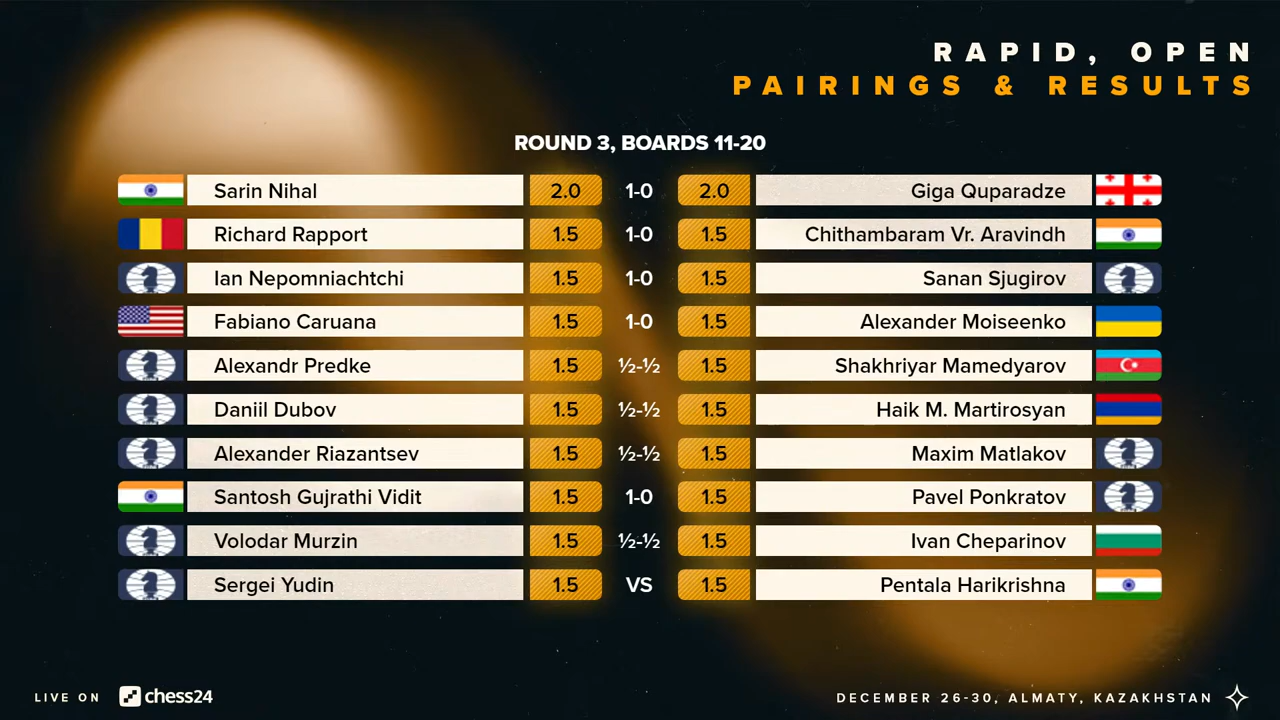 RAPID, OPEN
PAIRINGS & RESULTS
ROUND 3, BOARDS 11-20
Sarin Nihal 2.0 1-0 2.0 Giga Quparadze
Richard Rapport 1.5 1-0 1.5 Chithambaram Vr. Aravindh
Ian Nepomniachtchi 1.5 1-0 1.5 Sanan Sjugirov
Fabiano Caruana 1.5 1-0 1.5 Alexander Moiseenko
Alexandr Predke 1.5 ½-½ 1.5 Shakhriyar Mamedyarov
Daniil Dubov 1.5 ½-½ 1.5 Haik M. Martirosyan
Alexander Riazantsev 1.5 ½-½ 1.5 Maxim Matlakov
Santosh Gujrathi Vidit 1.5 1-0 1.5 Pavel Ponkratov
Volodar Murzin 1.5 ½-½ 1.5 Ivan Cheparinov
Sergei Yudin 1.5 VS 1.5 Pentala Harikrishna
LIVE ON chess24 DECEMBER 26-30, ALMATY, KAZAKHSTAN